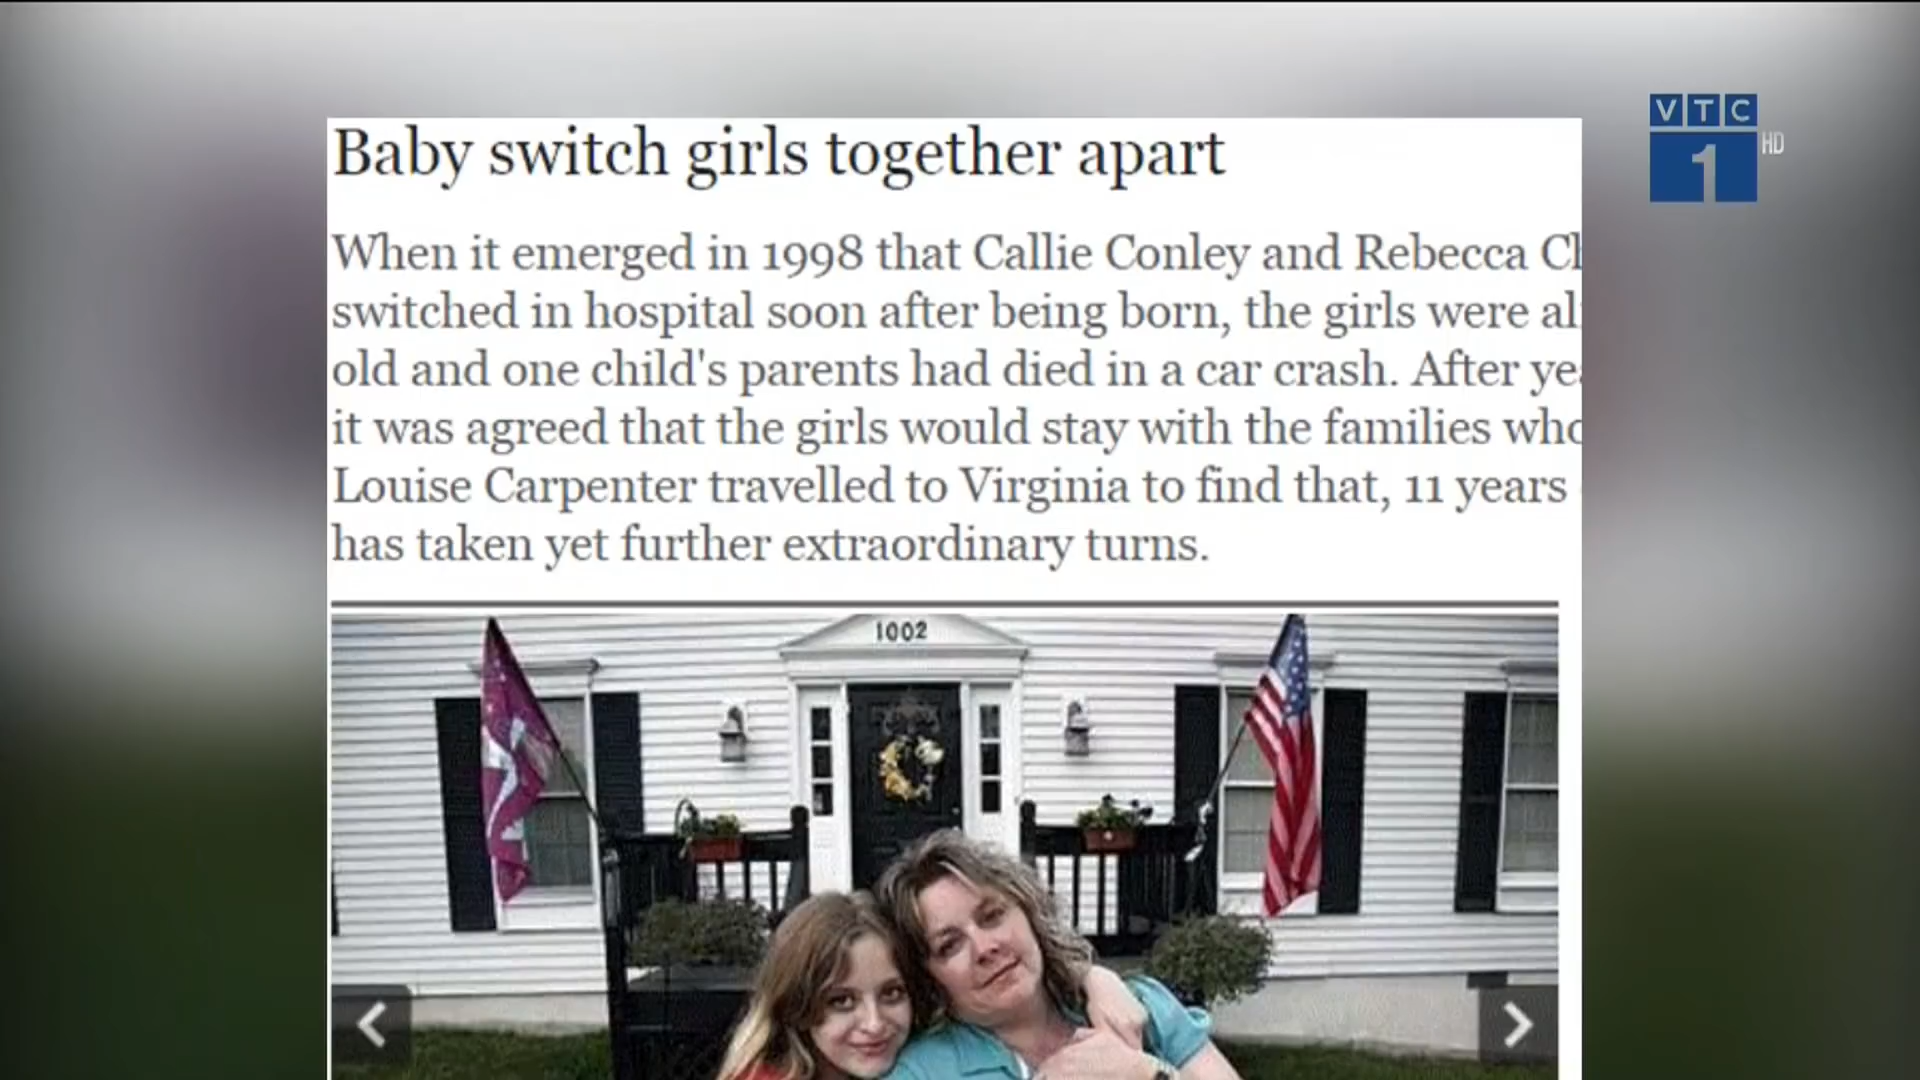 Baby switch girls together apart
When it emerged in 1998 that Callie Conley and Rebecca
switched in hospital soon after being born, the girls were
old and one child's parents had died in a car crash. After
it was agreed that the girls would stay with the families
Louise Carpenter travelled to Virginia to find that, 11 years
has taken yet further extraordinary turns.
1002
VTC
1 HD